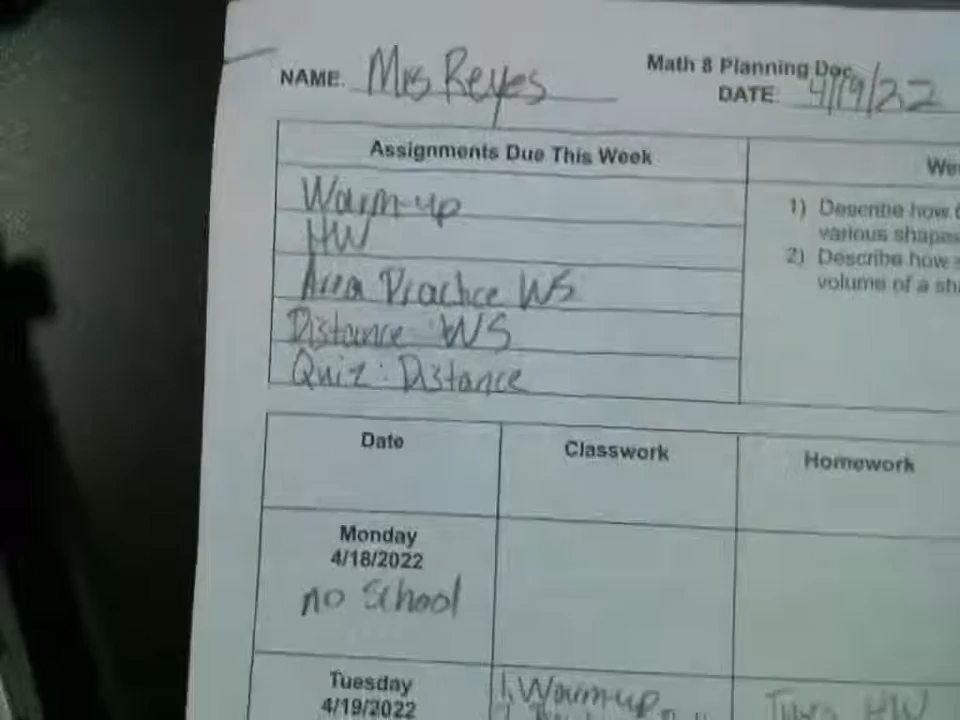 Math 8 Planning Doc
NAME: Mrs Reyes
DATE: 4/19/22
Assignments Due This Week
Warm-up
HW
Area Practice WS
Distance WS
Quiz: Distance
1) Describe how
various shapes
2) Describe how
volume of a
Date Classwork Homework
Monday
4/18/2022
no School
Tuesday
4/19/2022
1. Warm-up
HW